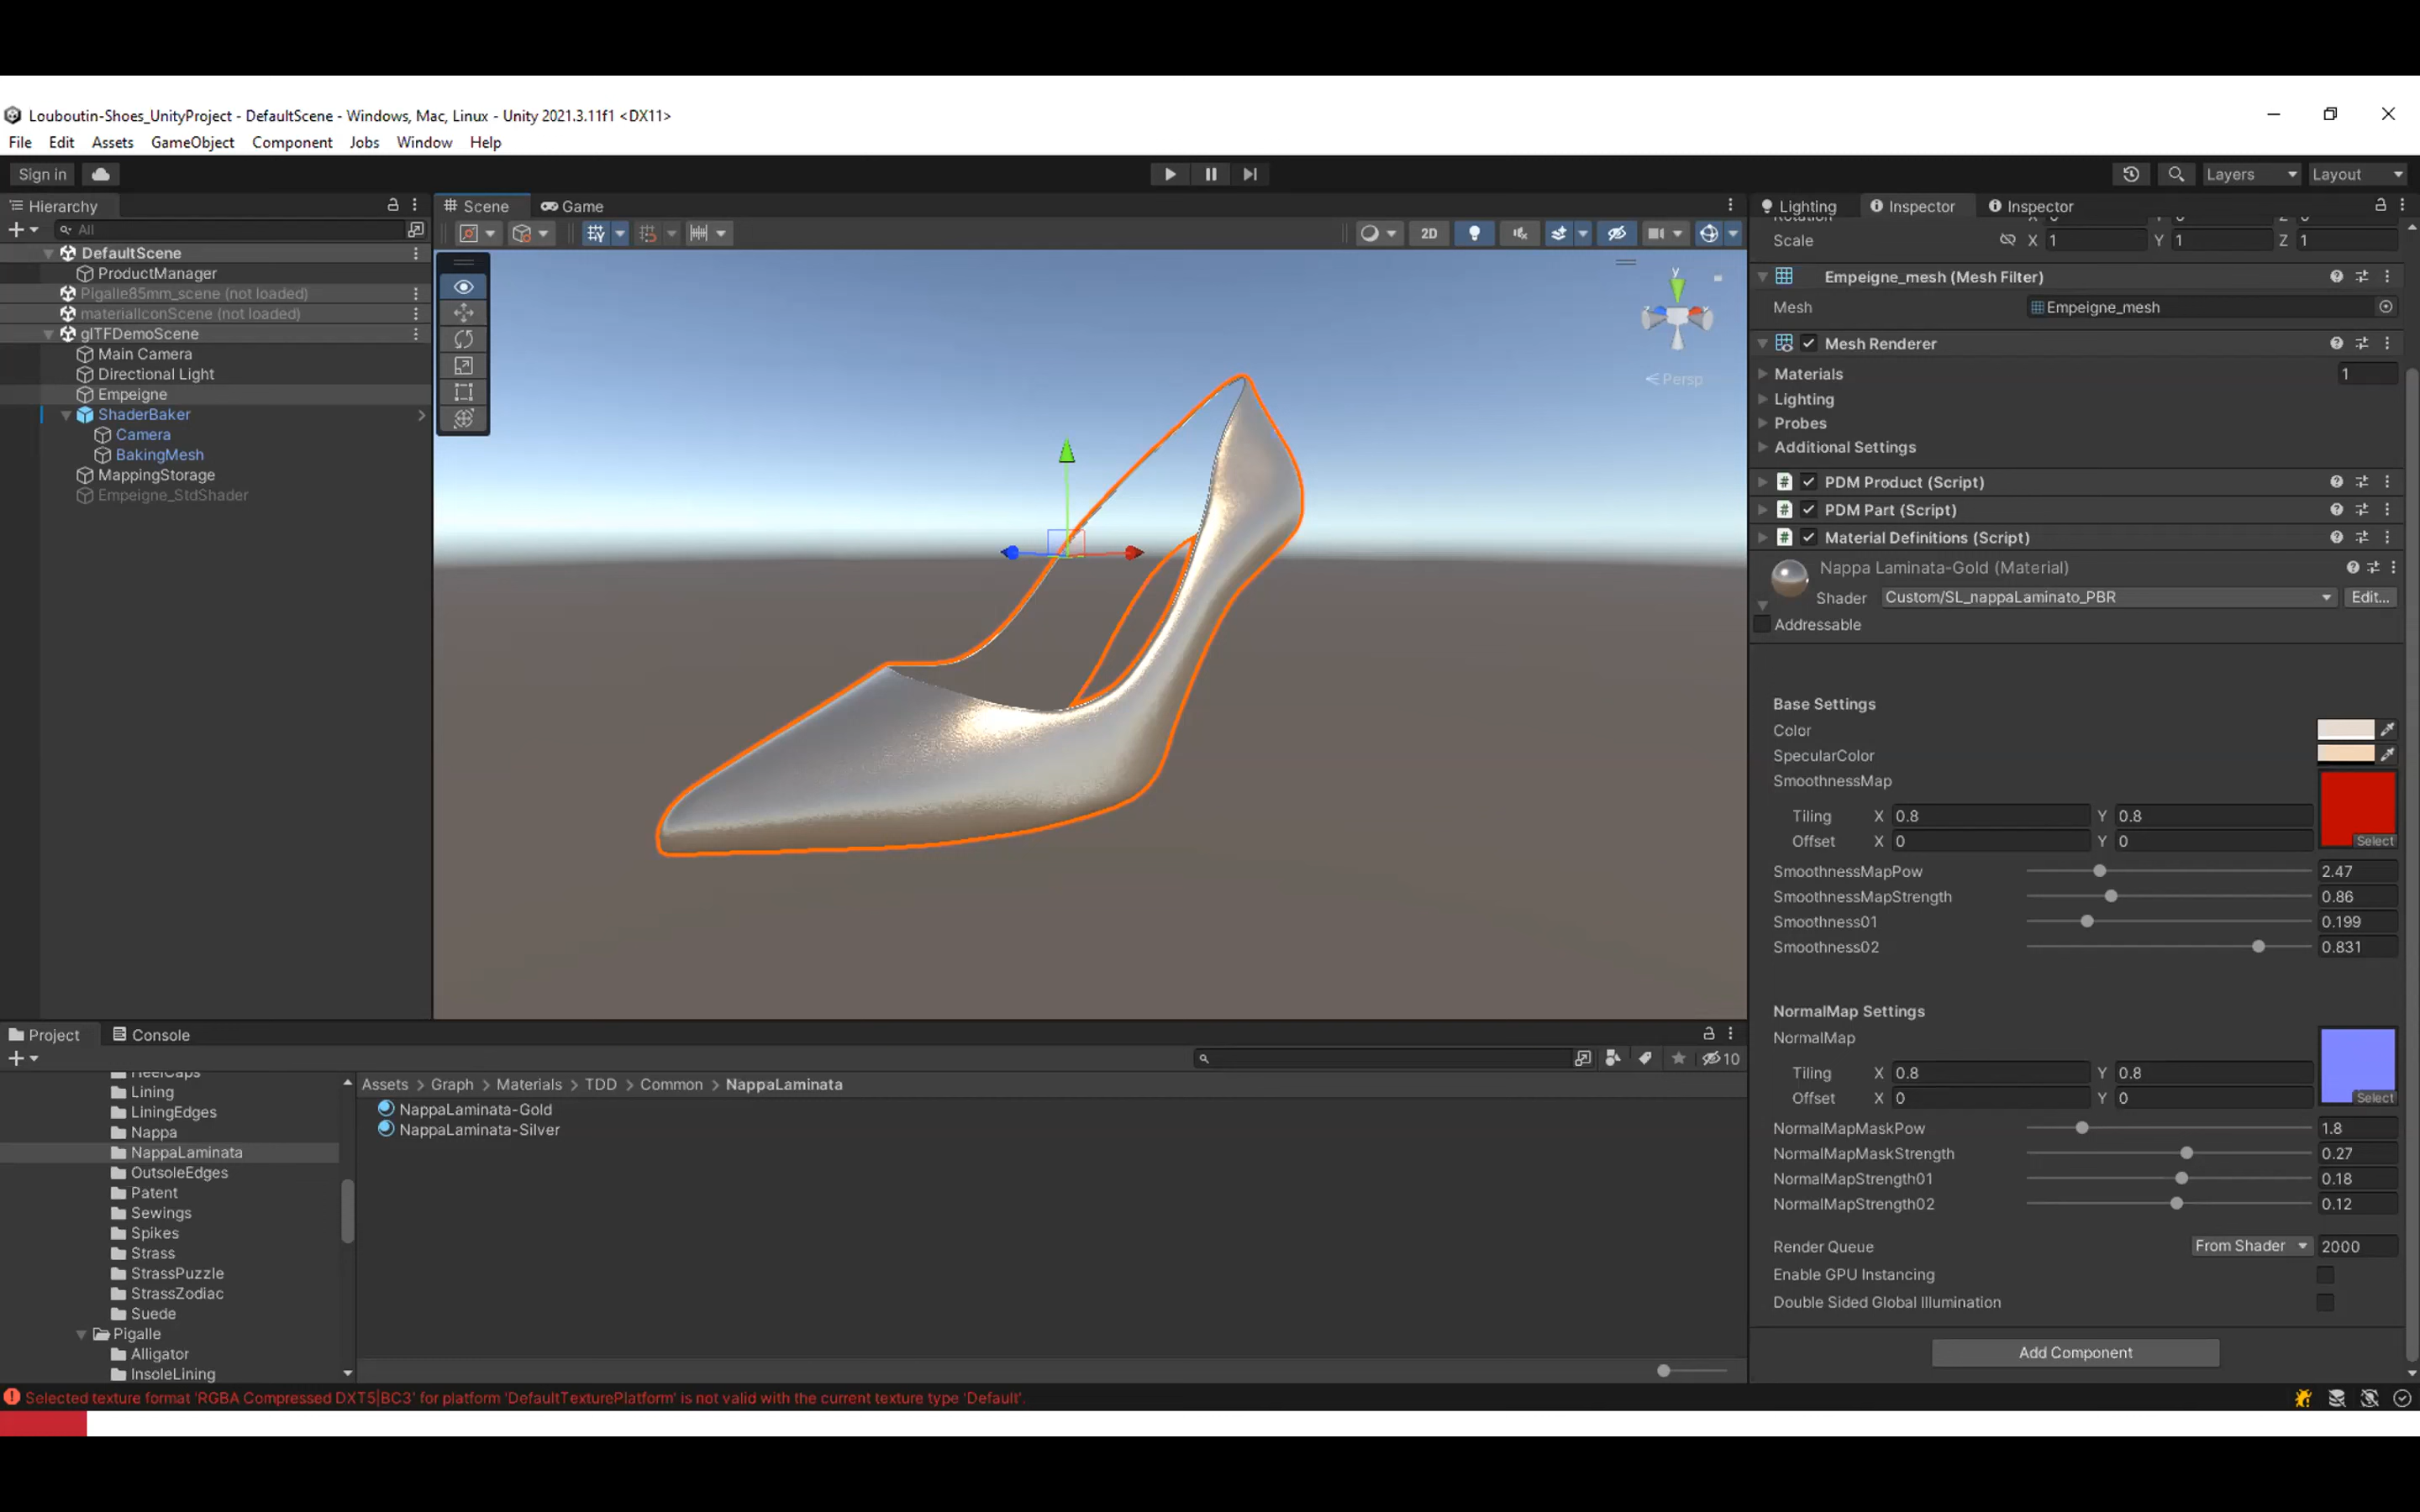 Louboutin-Shoes_UnityProject - DefaultScene - Windows, Mac, Linux - Unity 2021.3.11f1 <DX11>
File Edit Assets GameObject Component Jobs Window Help
Sign in
Layers
Layout
Hierarchy
All
DefaultScene
ProductManager
Pigalle85mm_scene (not loaded)
materialIconScene (not loaded)
glTFDemoScene
Main Camera
Directional Light
Empeigne
ShaderBaker
Camera
BakingMesh
MappingStorage
Empeigne_StdShader
Scene
Game
2D
y
Persp
Lighting
Inspector
Inspector
Scale X 1 Y 1 Z 1
Empeigne_mesh (Mesh Filter)
Mesh Empeigne_mesh
Mesh Renderer
Materials 1
Lighting
Probes
Additional Settings
PDM Product (Script)
PDM Part (Script)
Material Definitions (Script)
Nappa Laminata-Gold (Material)
Shader Custom/SL_nappaLaminato_PBR Edit...
Addressable
Base Settings
Color
SpecularColor
SmoothnessMap
Tiling X 0.8 Y 0.8
Offset X 0 Y 0 Select
SmoothnessMapPow 2.47
SmoothnessMapStrength 0.86
Smoothness01 0.199
Smoothness02 0.831
NormalMap Settings
NormalMap
Tiling X 0.8 Y 0.8
Offset X 0 Y 0 Select
NormalMapMaskPow 1.8
NormalMapMaskStrength 0.27
NormalMapStrength01 0.18
NormalMapStrength02 0.12
Render Queue From Shader 2000
Enable GPU Instancing
Double Sided Global Illumination
Add Component
Project
Console
10
HeelCaps
Lining
LiningEdges
Nappa
NappaLaminata
OutsoleEdges
Patent
Sewings
Spikes
Strass
StrassPuzzle
StrassZodiac
Suede
Pigalle
Alligator
InsoleLining
Assets > Graph > Materials > TDD > Common > NappaLaminata
NappaLaminata-Gold
NappaLaminata-Silver
Selected texture format 'RGBA Compressed DXT5|BC3' for platform 'DefaultTexturePlatform' is not valid with the current texture type 'Default'.